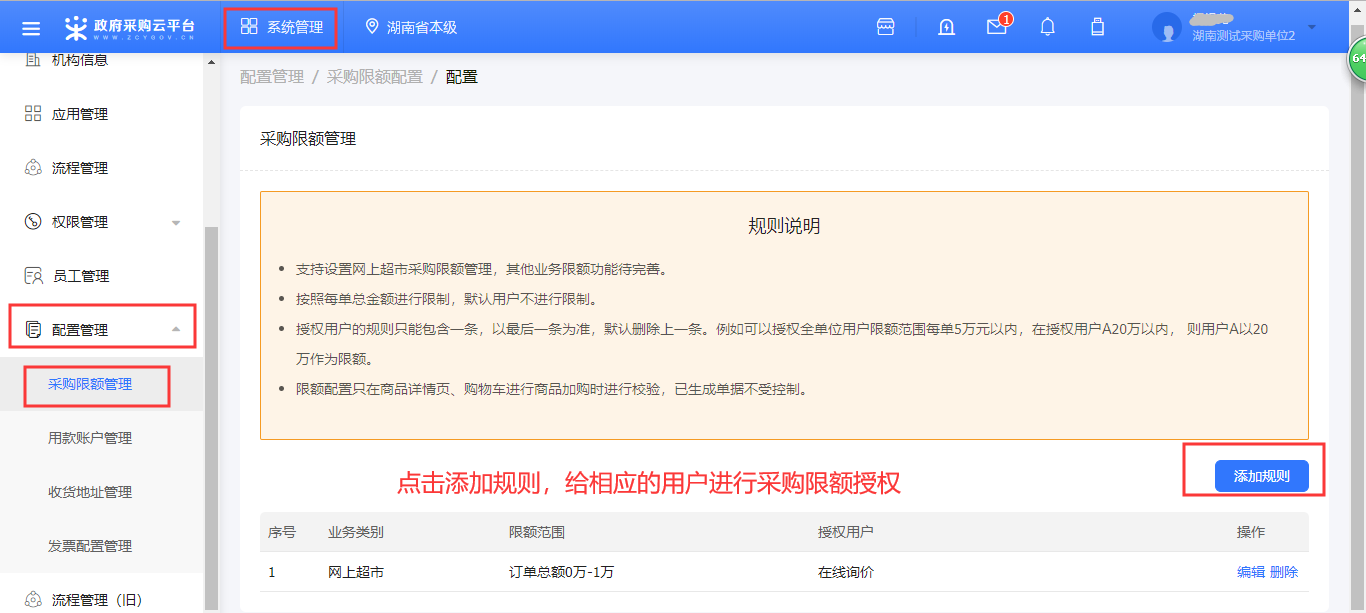 政府采购云平台
WWW.ZCYGOV.CN
系统管理
湖南省本级
1
湖南测试采购单位2
64
机构信息
应用管理
流程管理
权限管理
员工管理
配置管理
采购限额管理
用款账户管理
收货地址管理
发票配置管理
流程管理（旧）
配置管理 / 采购限额配置 / 配置
采购限额管理
规则说明
支持设置网上超市采购限额管理，其他业务限额功能待完善。
按照每单总金额进行限制，默认用户不进行限制。
授权用户的规则只能包含一条，以最后一条为准，默认删除上一条。例如可以授权全单位用户限额范围每单5万元以内，在授权用户A20万以内， 则用户A以20
万作为限额。
限额配置只在商品详情页、购物车进行商品加购时进行校验，已生成单据不受控制。
点击添加规则，给相应的用户进行采购限额授权
添加规则
序号 业务类别 限额范围 授权用户 操作
1 网上超市 订单总额0万-1万 在线询价 编辑 删除